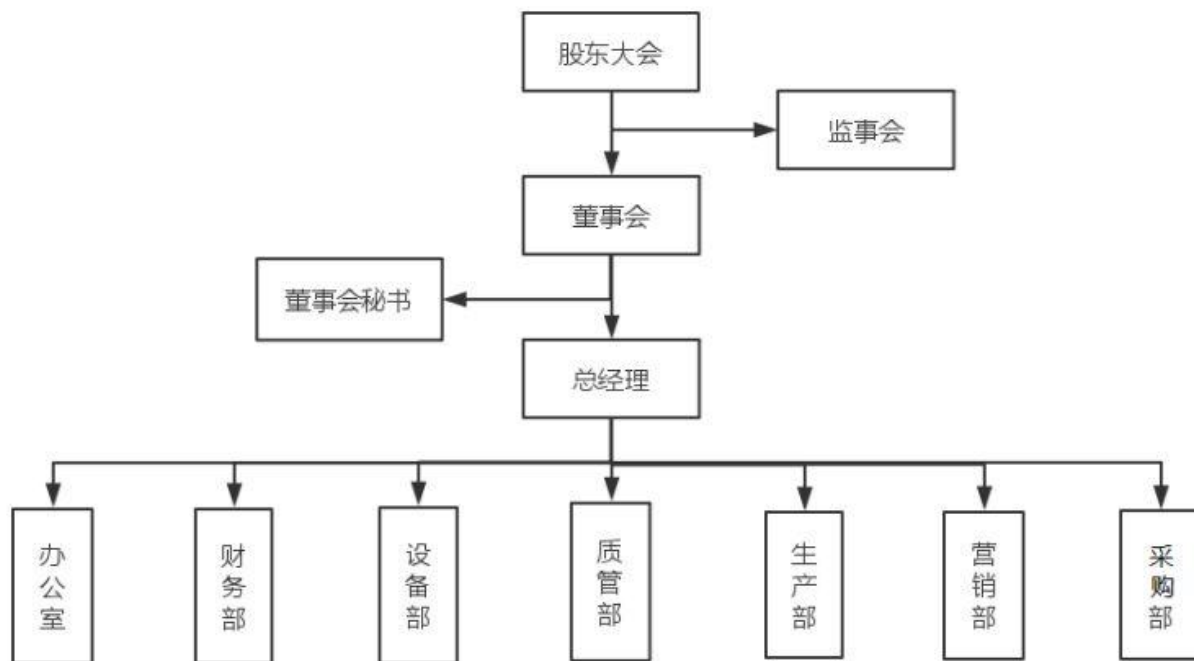 股东大会
监事会
董事会
董事会秘书
总经理
办公室
财务部
设备部
质管部
生产部
营销部
采购部